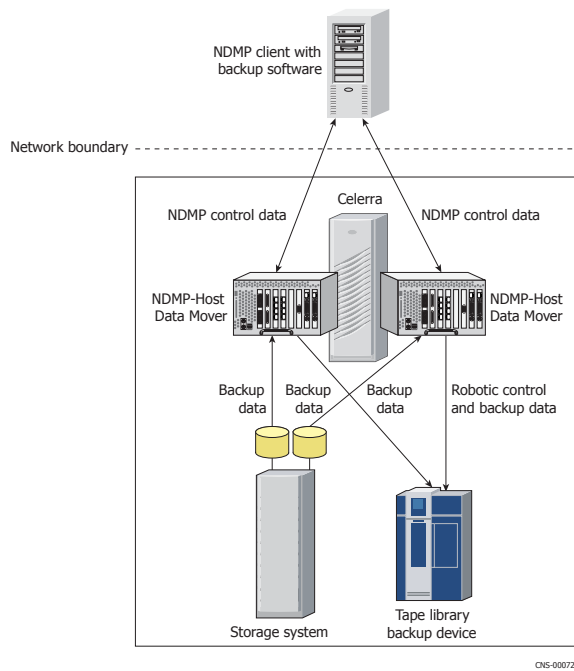 NDMP client with
backup software
Network boundary
Celerra
NDMP control data
NDMP control data
NDMP-Host
Data Mover
NDMP-Host
Data Mover
Backup
data
Backup
data
Backup
data
Robotic control
and backup data
Storage system
Tape library
backup device
CNS-00072